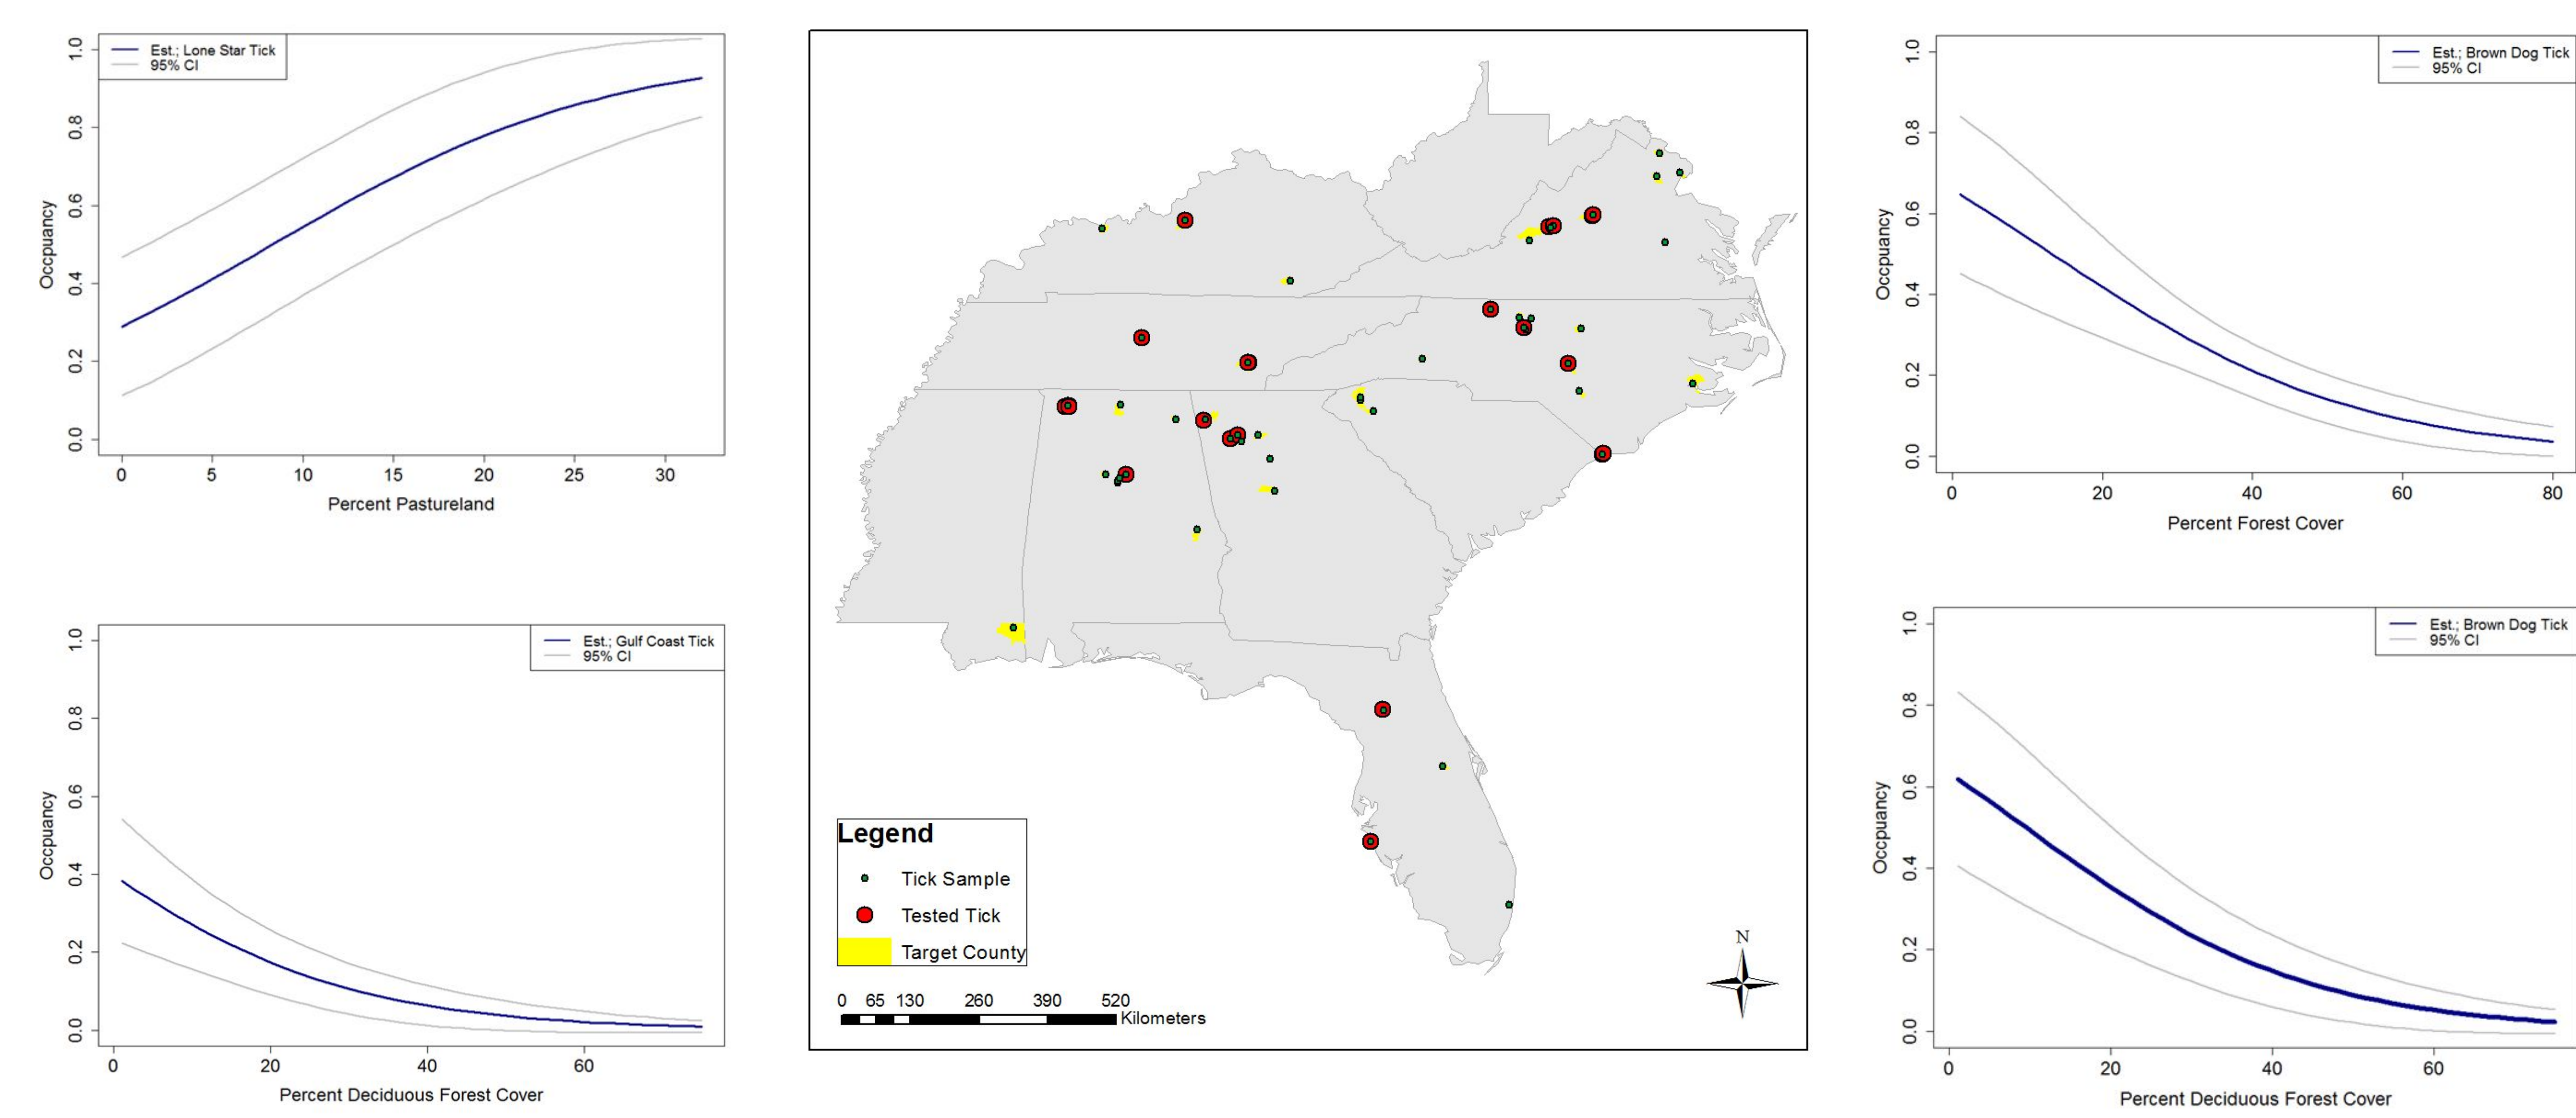 Est.; Lone Star Tick
95% CI
Occpuancy
1.0
0.8
0.6
0.4
0.2
0.0
0 5 10 15 20 25 30
Percent Pastureland
Est.; Gulf Coast Tick
95% CI
Occpuancy
1.0
0.8
0.6
0.4
0.2
0.0
0 20 40 60
Percent Deciduous Forest Cover
Legend
Tick Sample
Tested Tick
Target County
0 65 130 260 390 520
Kilometers
N
Est.; Brown Dog Tick
95% CI
Occpuancy
1.0
0.8
0.6
0.4
0.2
0.0
0 20 40 60 80
Percent Forest Cover
Est.; Brown Dog Tick
95% CI
Occpuancy
1.0
0.8
0.6
0.4
0.2
0.0
0 20 40 60
Percent Deciduous Forest Cover